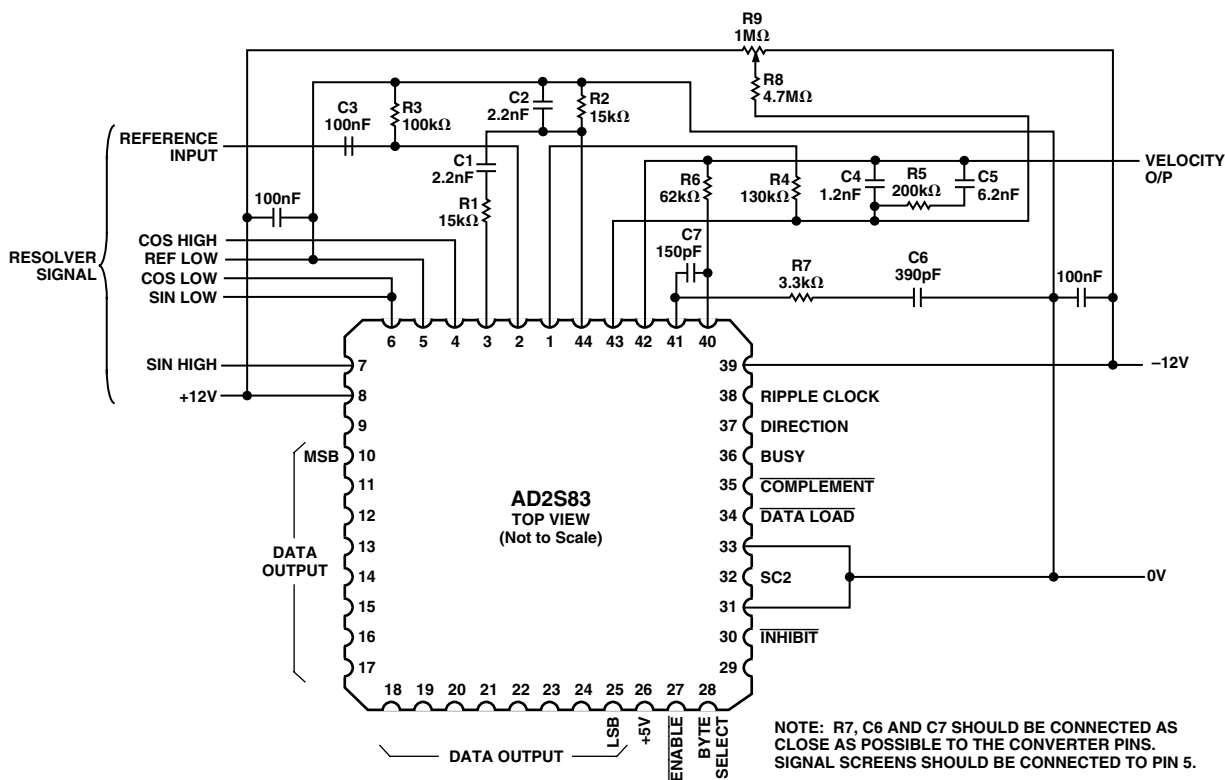 R9
1MΩ
R8
4.7MΩ
C3
100nF
R3
100kΩ
C2
2.2nF
R2
15kΩ
REFERENCE
INPUT
C1
2.2nF
R1
15kΩ
R6
62kΩ
R4
130kΩ
C4
1.2nF
R5
200kΩ
C5
6.2nF
VELOCITY
O/P
100nF
C7
150pF
R7
3.3kΩ
C6
390pF
100nF
RESOLVER
SIGNAL
COS HIGH
REF LOW
COS LOW
SIN LOW
SIN HIGH
+12V
6 5 4 3 2 1 44 43 42 41 40
7
8
9
MSB 10
11
12
13
14
15
16
17
DATA
OUTPUT
AD2S83
TOP VIEW
(Not to Scale)
39
–12V
38 RIPPLE CLOCK
37 DIRECTION
36 BUSY
35 COMPLEMENT
34 DATA LOAD
33
32 SC2
31
0V
30 INHIBIT
29
18 19 20 21 22 23 24 25 26 27 28
DATA OUTPUT
LSB
+5V
ENABLE
BYTE
SELECT
NOTE: R7, C6 AND C7 SHOULD BE CONNECTED AS
CLOSE AS POSSIBLE TO THE CONVERTER PINS.
SIGNAL SCREENS SHOULD BE CONNECTED TO PIN 5.